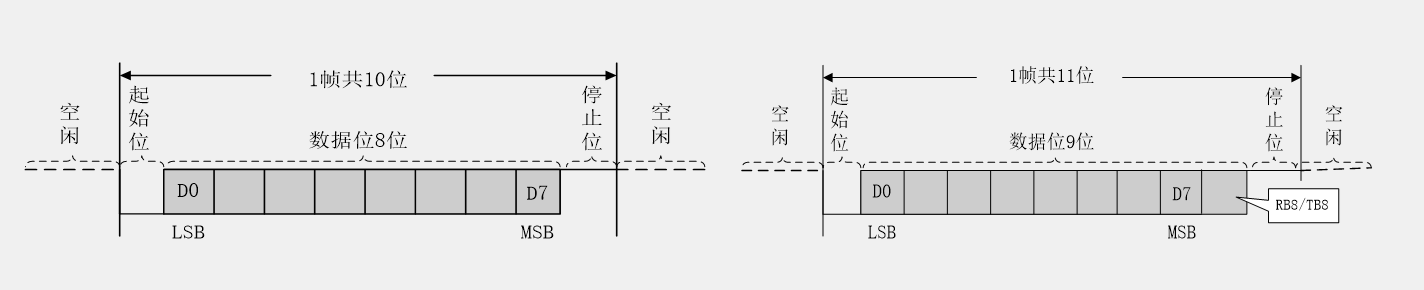 1帧共10位
空闲
起始位
停止位
空闲
数据位8位
D0
D7
LSB
MSB
1帧共11位
空闲
起始位
停止位
空闲
数据位9位
D0
D7
RBS/TBS
LSB
MSB